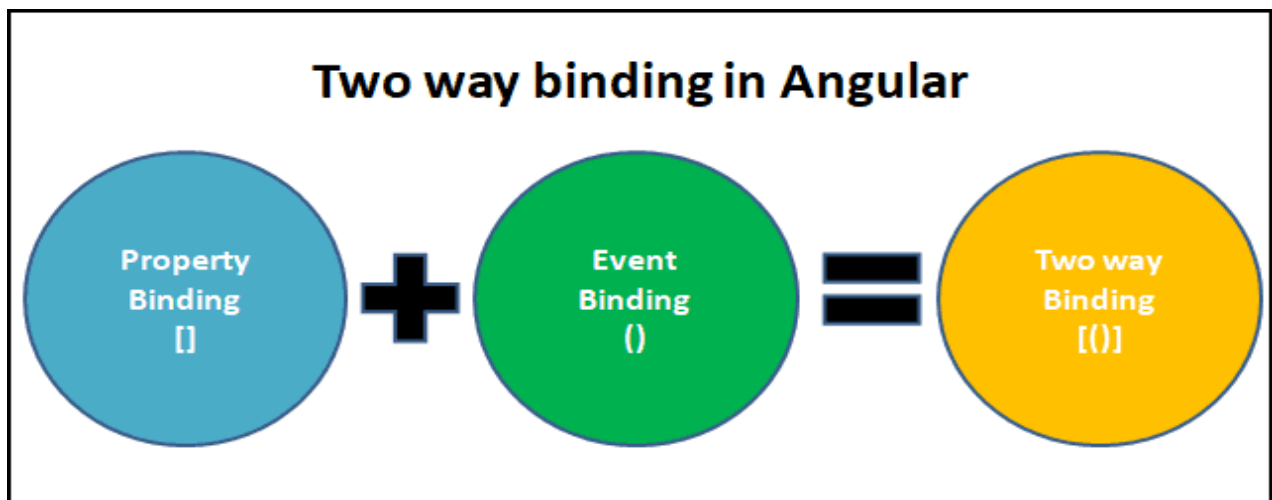 Two way binding in Angular
Property
Binding
[]
Event
Binding
()
Two way
Binding
[()]